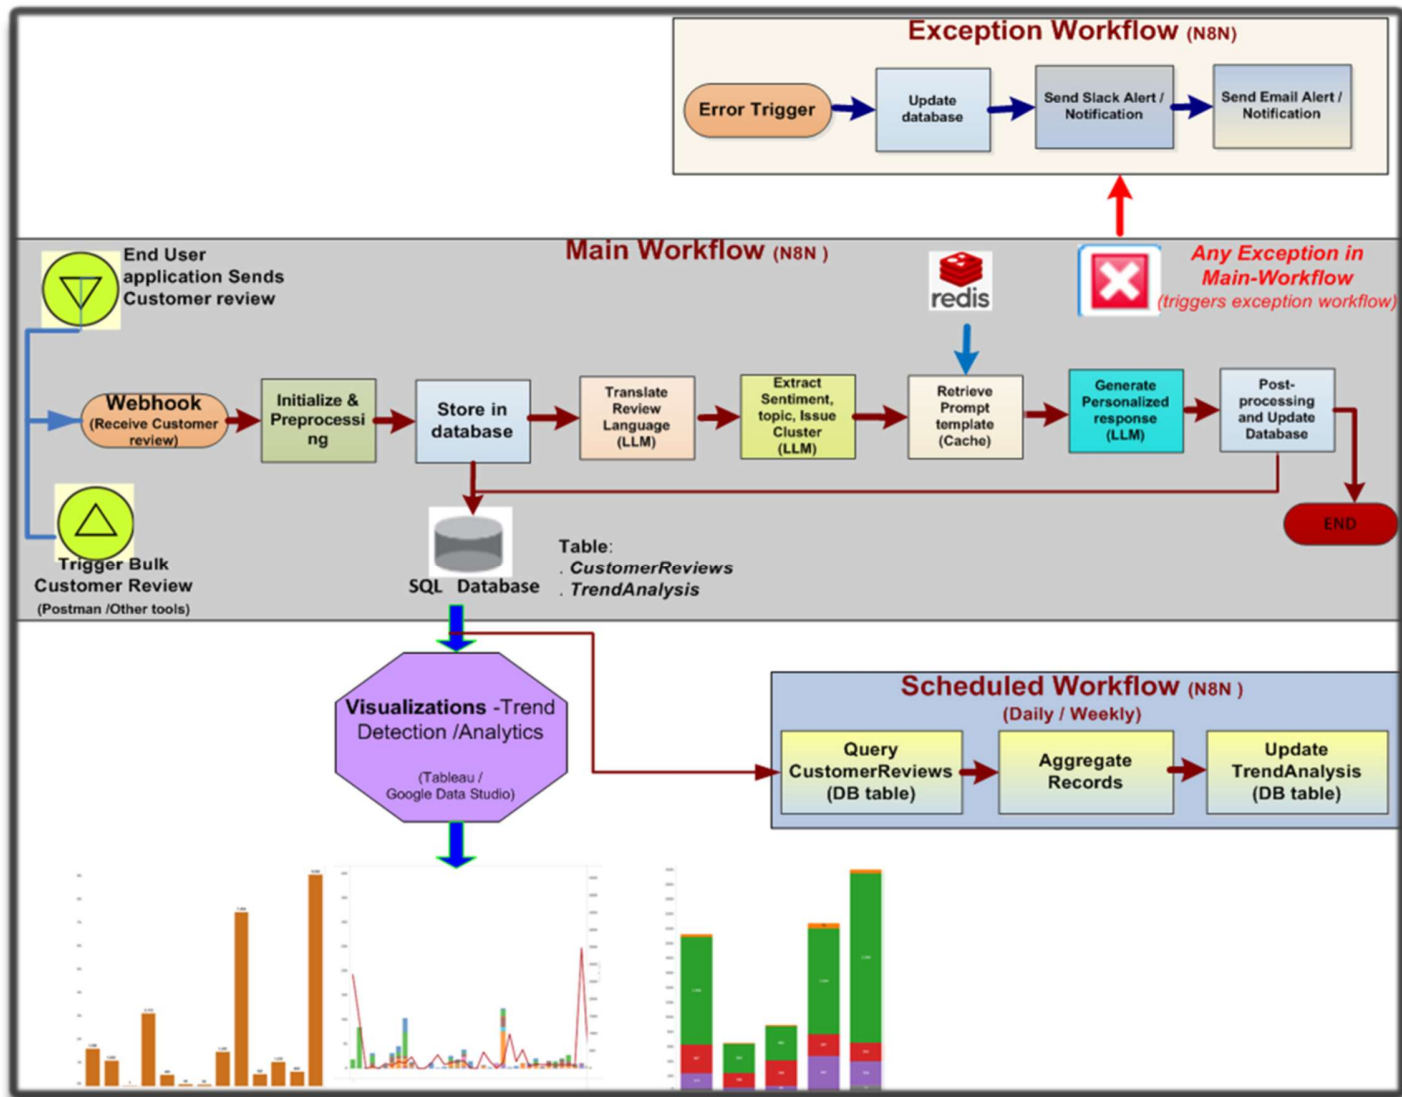 Exception Workflow (N8N)
Error Trigger
Update
database
Send Slack Alert /
Notification
Send Email Alert /
Notification
Main Workflow (N8N )
End User
application Sends
Customer review
redis
Any Exception in
Main-Workflow
(triggers exception workflow)
Webhook
(Receive Customer
review)
Initialize &
Preprocessi
ng
Store in
database
Translate
Review
Language
(LLM)
Extract
Sentiment,
topic, Issue
Cluster
(LLM)
Retrieve
Prompt
template
(Cache)
Generate
Personalized
response
(LLM)
Post-
processing
and Update
Database
END
Trigger Bulk
Customer Review
(Postman /Other tools)
SQL Database
Table:
. CustomerReviews
. TrendAnalysis
Visualizations -Trend
Detection /Analytics
(Tableau /
Google Data Studio)
Scheduled Workflow (N8N )
(Daily / Weekly)
Query
CustomerReviews
(DB table)
Aggregate
Records
Update
TrendAnalysis
(DB table)